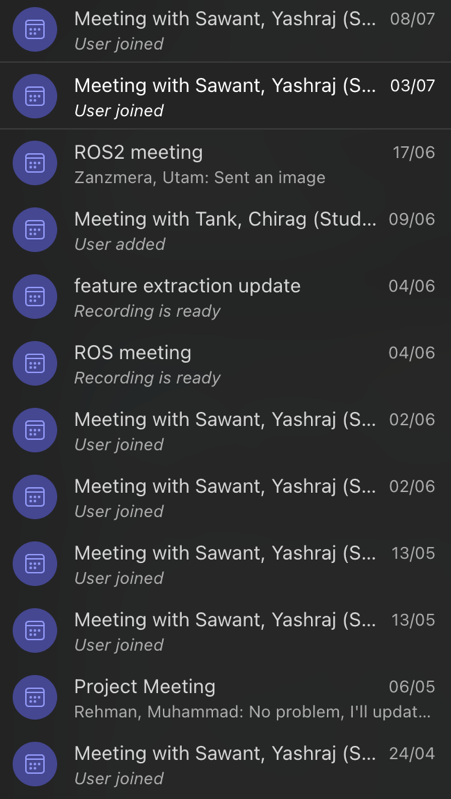 Meeting with Sawant, Yashraj (S... 08/07
User joined
Meeting with Sawant, Yashraj (S... 03/07
User joined
ROS2 meeting 17/06
Zanzmera, Utam: Sent an image
Meeting with Tank, Chirag (Stud... 09/06
User added
feature extraction update 04/06
Recording is ready
ROS meeting 04/06
Recording is ready
Meeting with Sawant, Yashraj (S... 02/06
User joined
Meeting with Sawant, Yashraj (S... 02/06
User joined
Meeting with Sawant, Yashraj (S... 13/05
User joined
Meeting with Sawant, Yashraj (S... 13/05
User joined
Project Meeting 06/05
Rehman, Muhammad: No problem, I'll updat...
Meeting with Sawant, Yashraj (S... 24/04
User joined